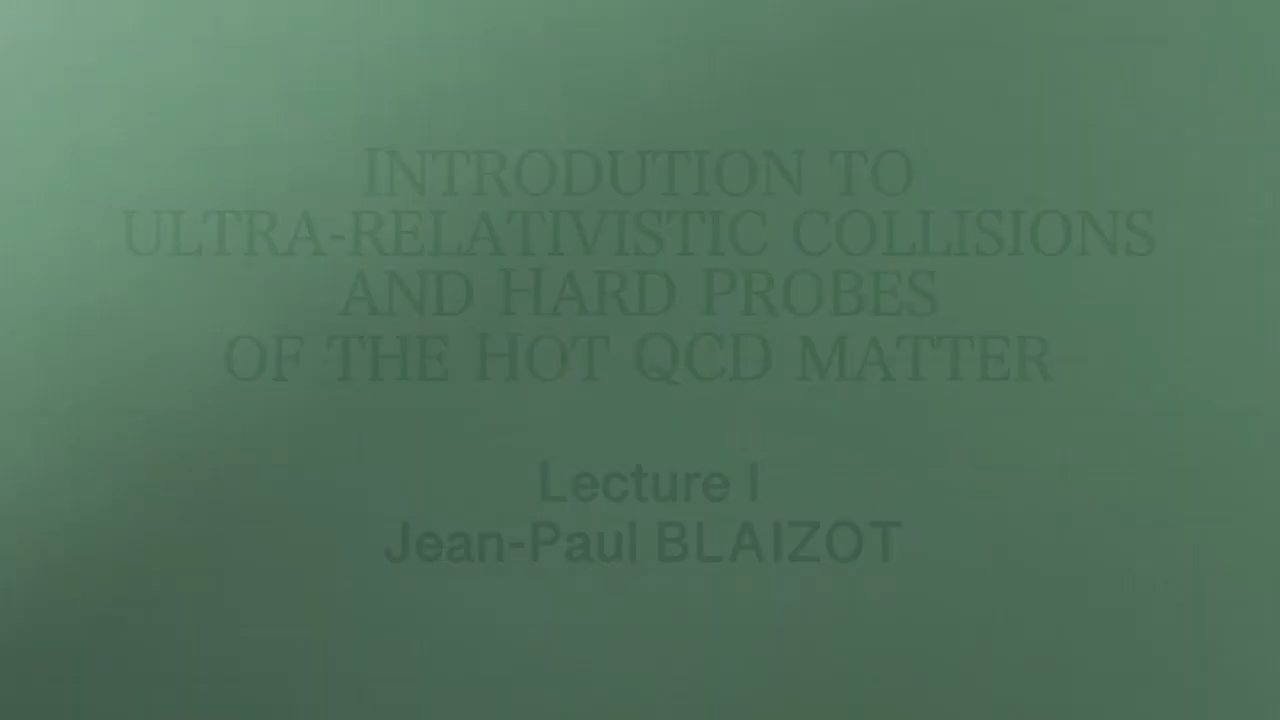 INTRODUTION TO
ULTRA-RELATIVISTIC COLLISIONS
AND HARD PROBES
OF THE HOT QCD MATTER
Lecture I
Jean-Paul BLAIZOT